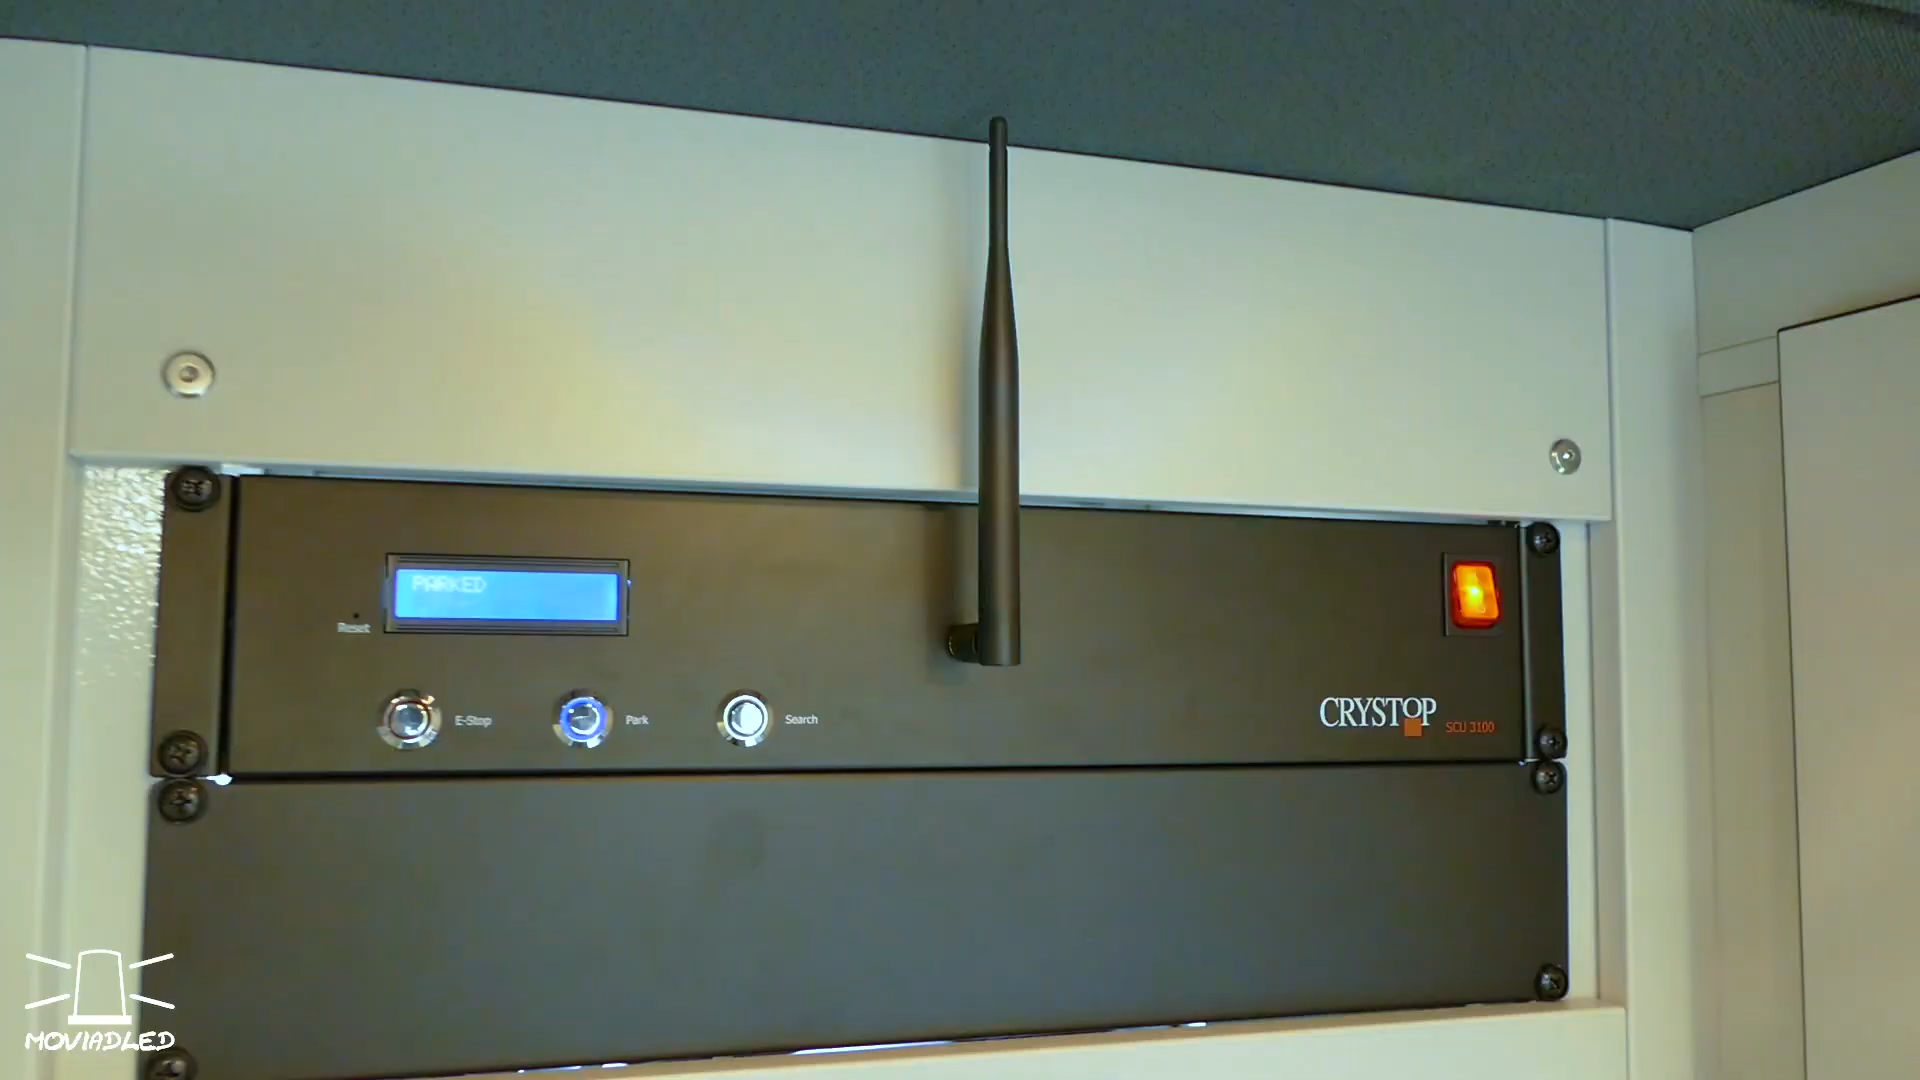 PARKED
Reset
E-Stop
Park
Search
CRYSTOP
SCU 3100
MOVIADLED